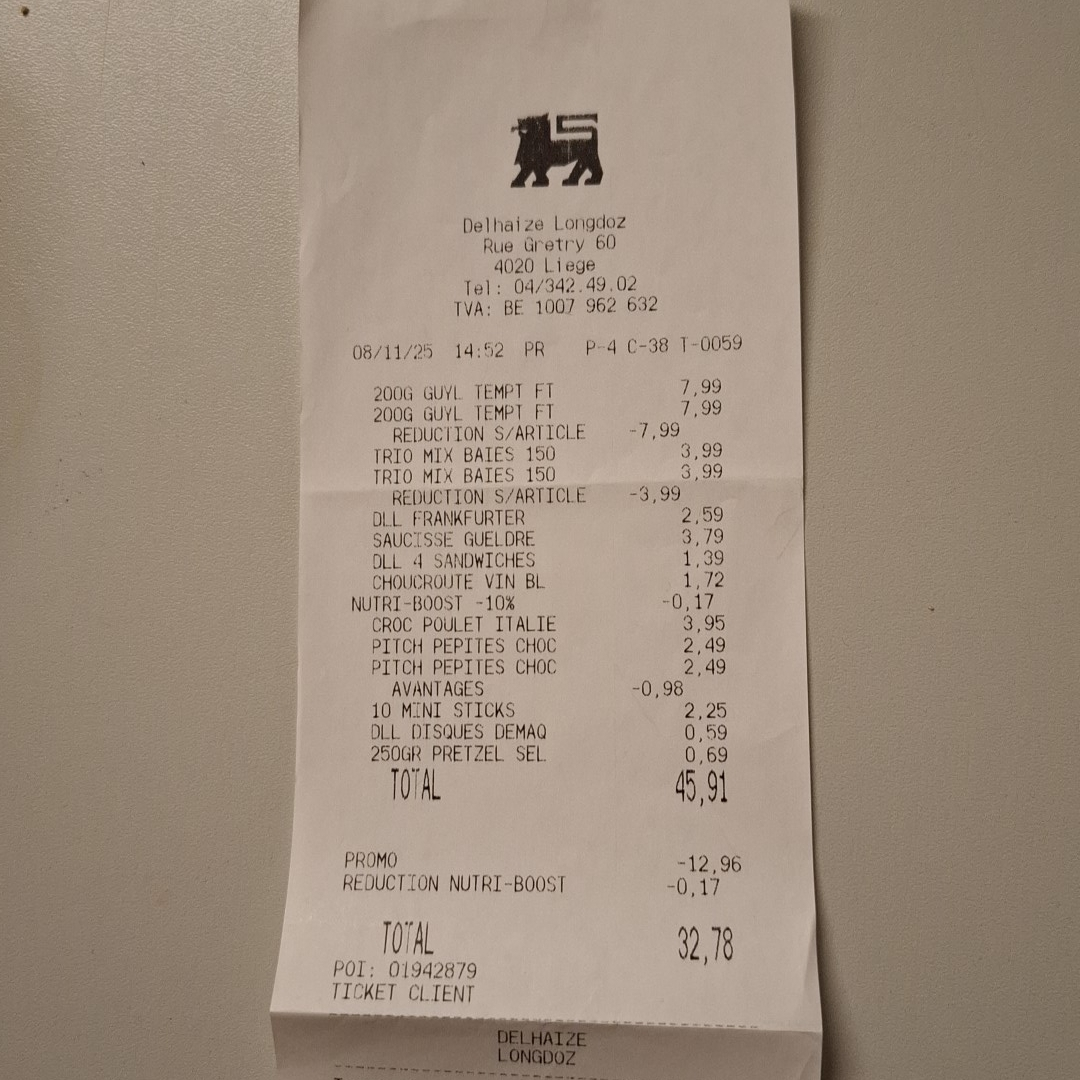 Delhaize Longdoz
Rue Gretry 60
4020 Liege
Tel: 04/342.49.02
TVA: BE 1007 962 632
08/11/25 14:52 PR P-4 C-38 T-0059
200G GUYL TEMPT FT 7,99
200G GUYL TEMPT FT 7,99
REDUCTION S/ARTICLE -7,99
TRIO MIX BAIES 150 3,99
TRIO MIX BAIES 150 3,99
REDUCTION S/ARTICLE -3,99
DLL FRANKFURTER 2,59
SAUCISSE GUELDRE 3,79
DLL 4 SANDWICHES 1,39
CHOUCROUTE VIN BL 1,72
NUTRI-BOOST -10% -0,17
CROC POULET ITALIE 3,95
PITCH PEPITES CHOC 2,49
PITCH PEPITES CHOC 2,49
AVANTAGES -0,98
10 MINI STICKS 2,25
DLL DISQUES DEMAQ 0,59
250GR PRETZEL SEL 0,69
TOTAL 45,91
PROMO -12,96
REDUCTION NUTRI-BOOST -0,17
TOTAL 32,78
POI: 01942879
TICKET CLIENT
DELHAIZE
LONGDOZ